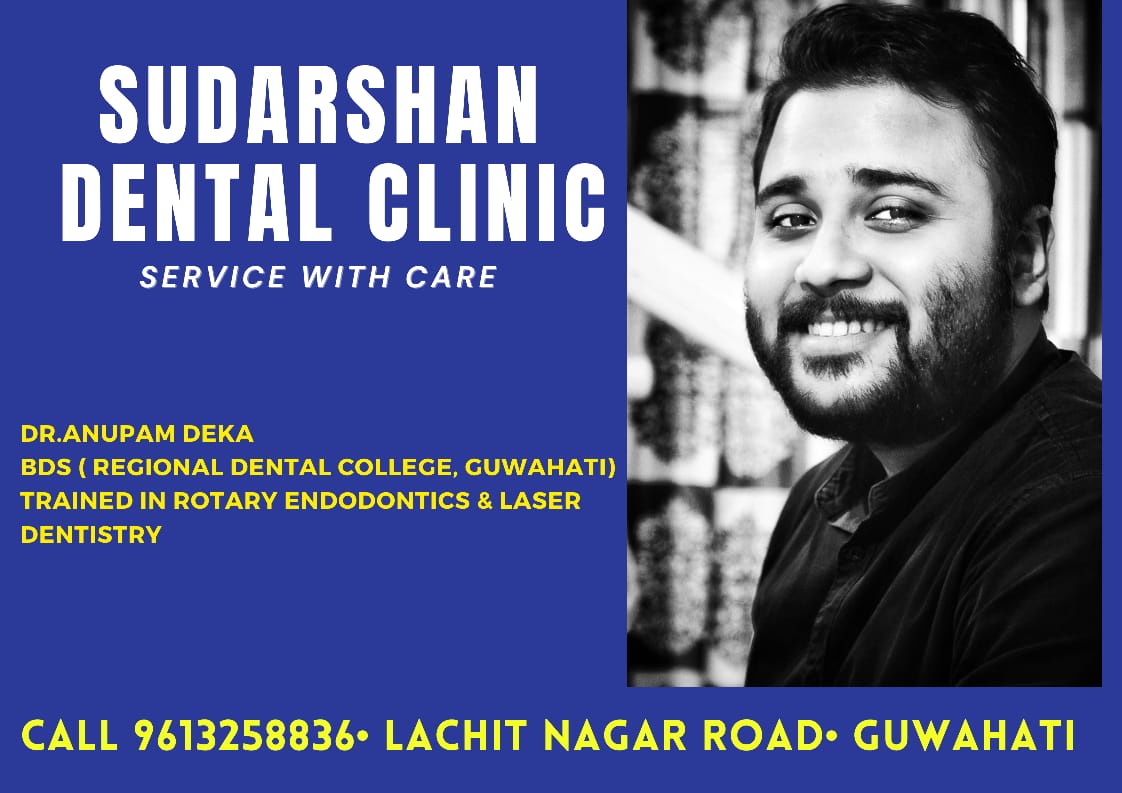 SUDARSHAN
DENTAL CLINIC
SERVICE WITH CARE
DR.ANUPAM DEKA
BDS ( REGIONAL DENTAL COLLEGE, GUWAHATI)
TRAINED IN ROTARY ENDODONTICS & LASER
DENTISTRY
CALL 9613258836• LACHIT NAGAR ROAD• GUWAHATI